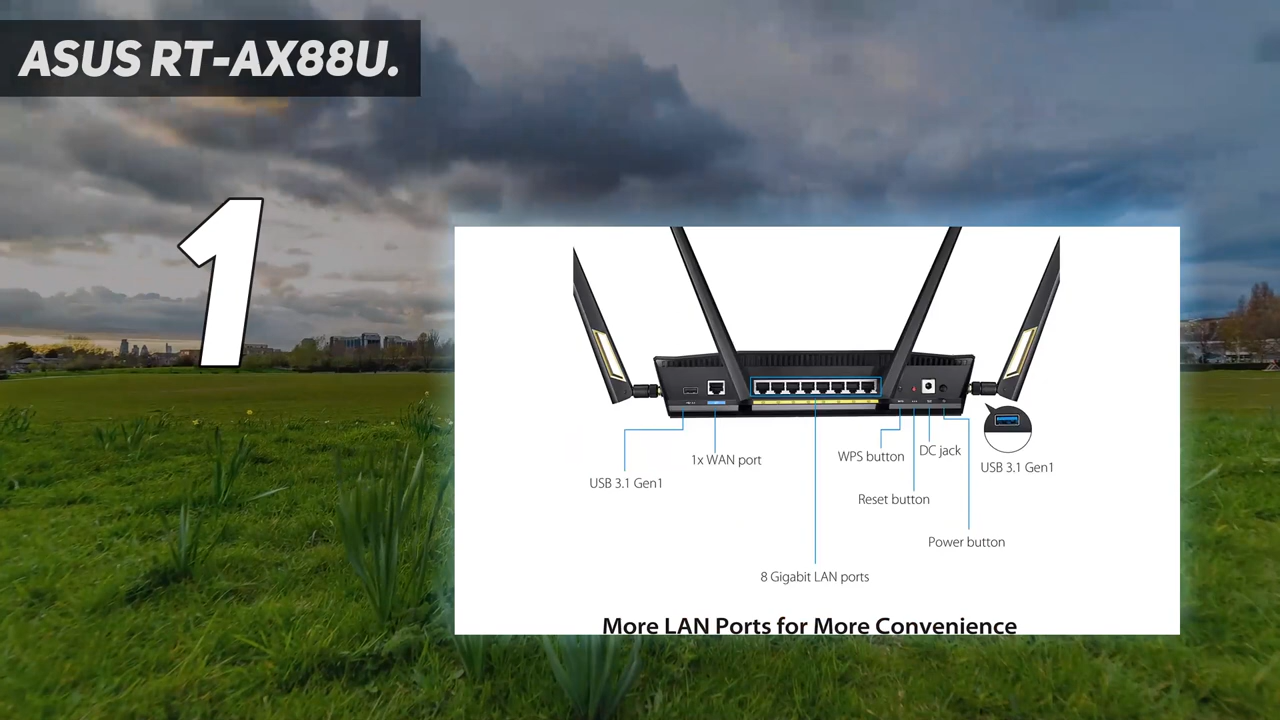 ASUS RT-AX88U.
1
1x WAN port
WPS button
DC jack
USB 3.1 Gen1
USB 3.1 Gen1
Reset button
Power button
8 Gigabit LAN ports
More LAN Ports for More Convenience